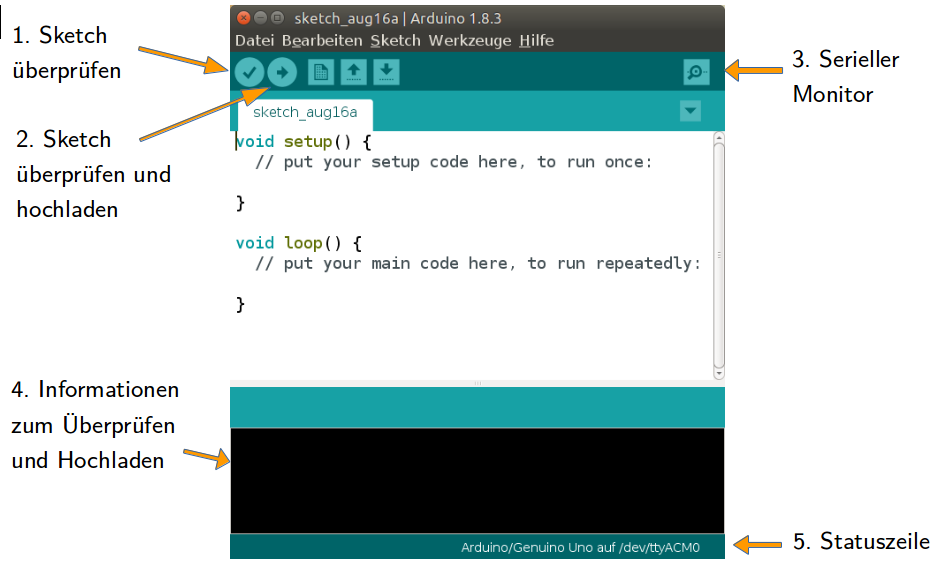 1. Sketch
überprüfen
2. Sketch
überprüfen und
hochladen
sketch_aug16a | Arduino 1.8.3
Datei Bearbeiten Sketch Werkzeuge Hilfe
sketch_aug16a
void setup() {
  // put your setup code here, to run once:
}
void loop() {
  // put your main code here, to run repeatedly:
}
3. Serieller
Monitor
4. Informationen
zum Überprüfen
und Hochladen
Arduino/Genuino Uno auf /dev/ttyACM0
5. Statuszeile